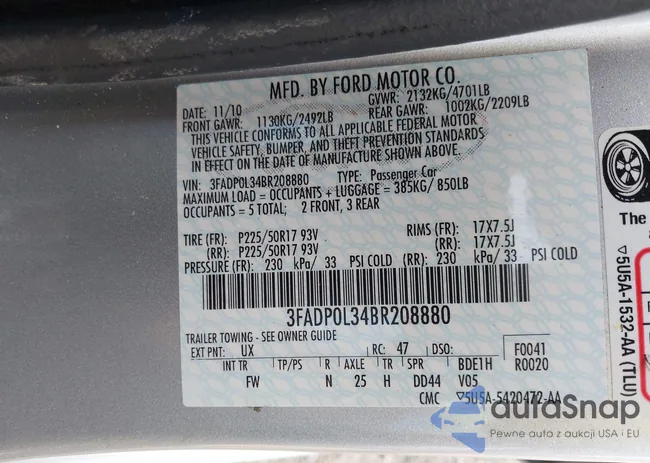 MFD. BY FORD MOTOR CO.
DATE: 11/10 GVWR: 2132KG/4701LB
FRONT GAWR: 1130KG/2492LB REAR GAWR: 1002KG/2209LB
THIS VEHICLE CONFORMS TO ALL APPLICABLE FEDERAL MOTOR
VEHICLE SAFETY, BUMPER, AND THEFT PREVENTION STANDARDS
IN EFFECT ON THE DATE OF MANUFACTURE SHOWN ABOVE.
VIN: 3FADP0L34BR208880 TYPE: Passenger Car
MAXIMUM LOAD = OCCUPANTS + LUGGAGE = 385KG/ 850LB
OCCUPANTS = 5 TOTAL; 2 FRONT, 3 REAR
TIRE (FR): P225/50R17 93V RIMS (FR): 17X7.5J
(RR): P225/50R17 93V (RR): 17X7.5J
PRESSURE (FR): 230 kPa/ 33 PSI COLD (RR): 230 kPa/ 33 PSI COLD
3FADP0L34BR208880
TRAILER TOWING - SEE OWNER GUIDE
EXT PNT: UX RC: 47 DSO: F0041
INT TR TP/PS R AXLE TR SPR BDE1H R0020
FW N 25 H DD44 V05
CMC ▽5U5A-5420472-AA
The
▽5U5A-1532-AA (TLU)
autoSnap
Pewne auto z aukcji USA i EU